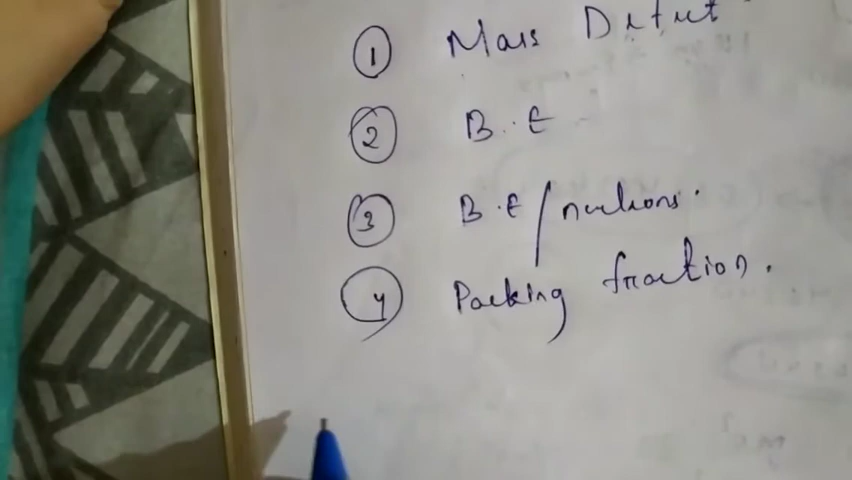 1 Mass Defect
2 B.E
3 B.E/nucleons.
4 Packing fraction.